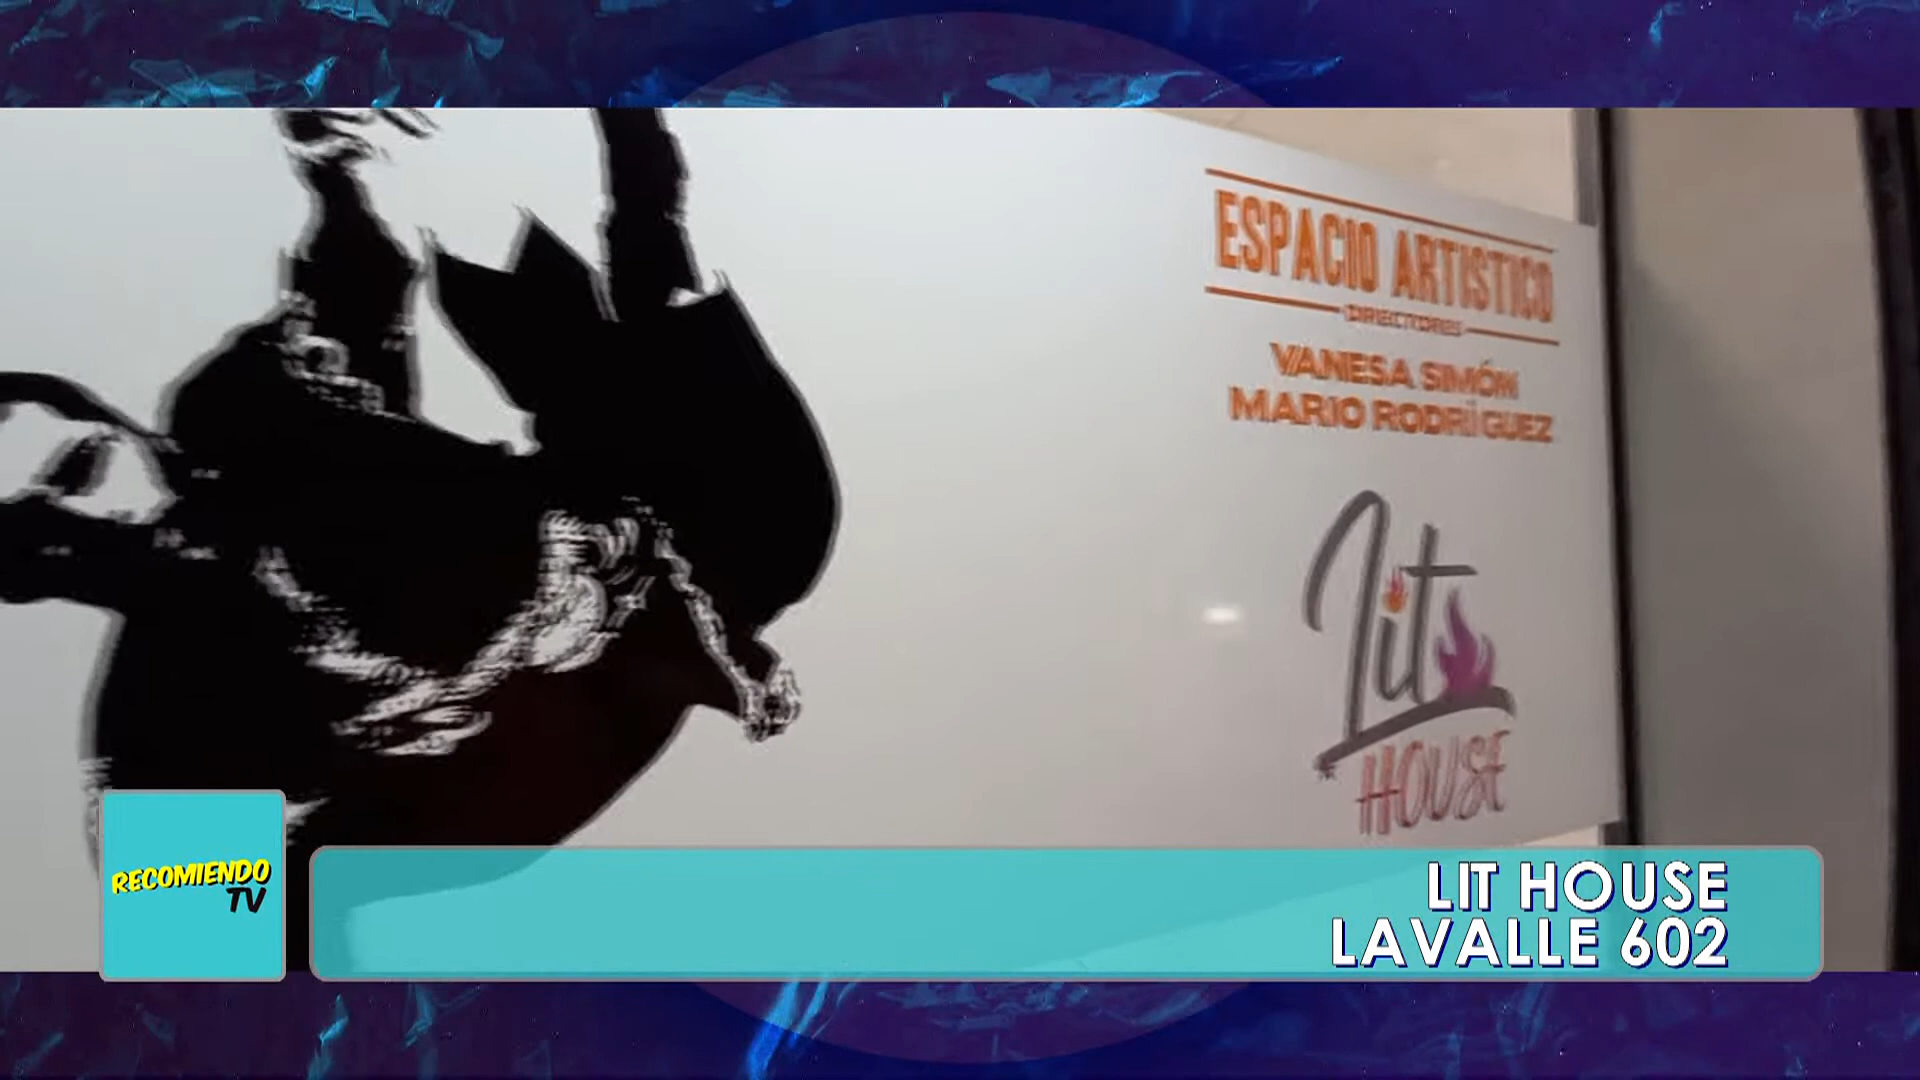 ESPACIO ARTISTICO
DIRECTORES
VANESA SIMÓN
MARIO RODRÍGUEZ
Lit
HOUSE
RECOMIENDO
TV
LIT HOUSE
LAVALLE 602